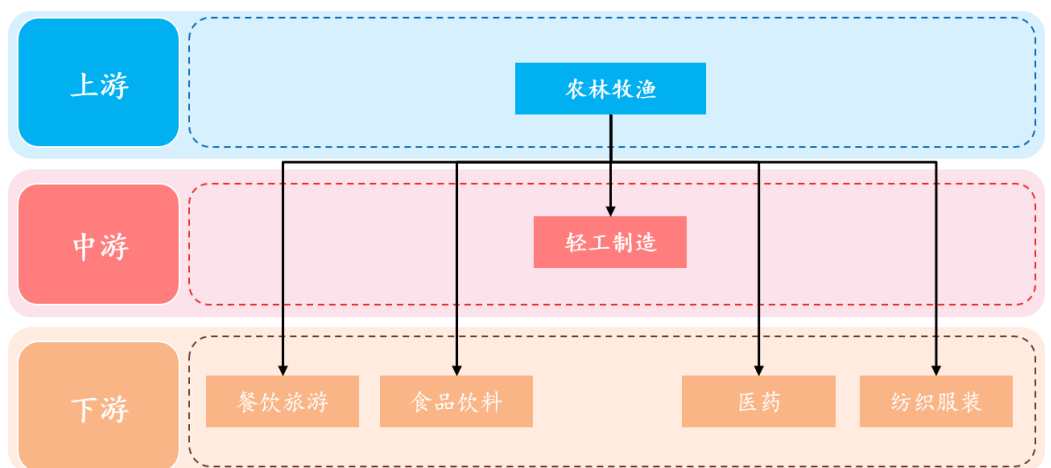 上游
农林牧渔
中游
轻工制造
下游
餐饮旅游
食品饮料
医药
纺织服装